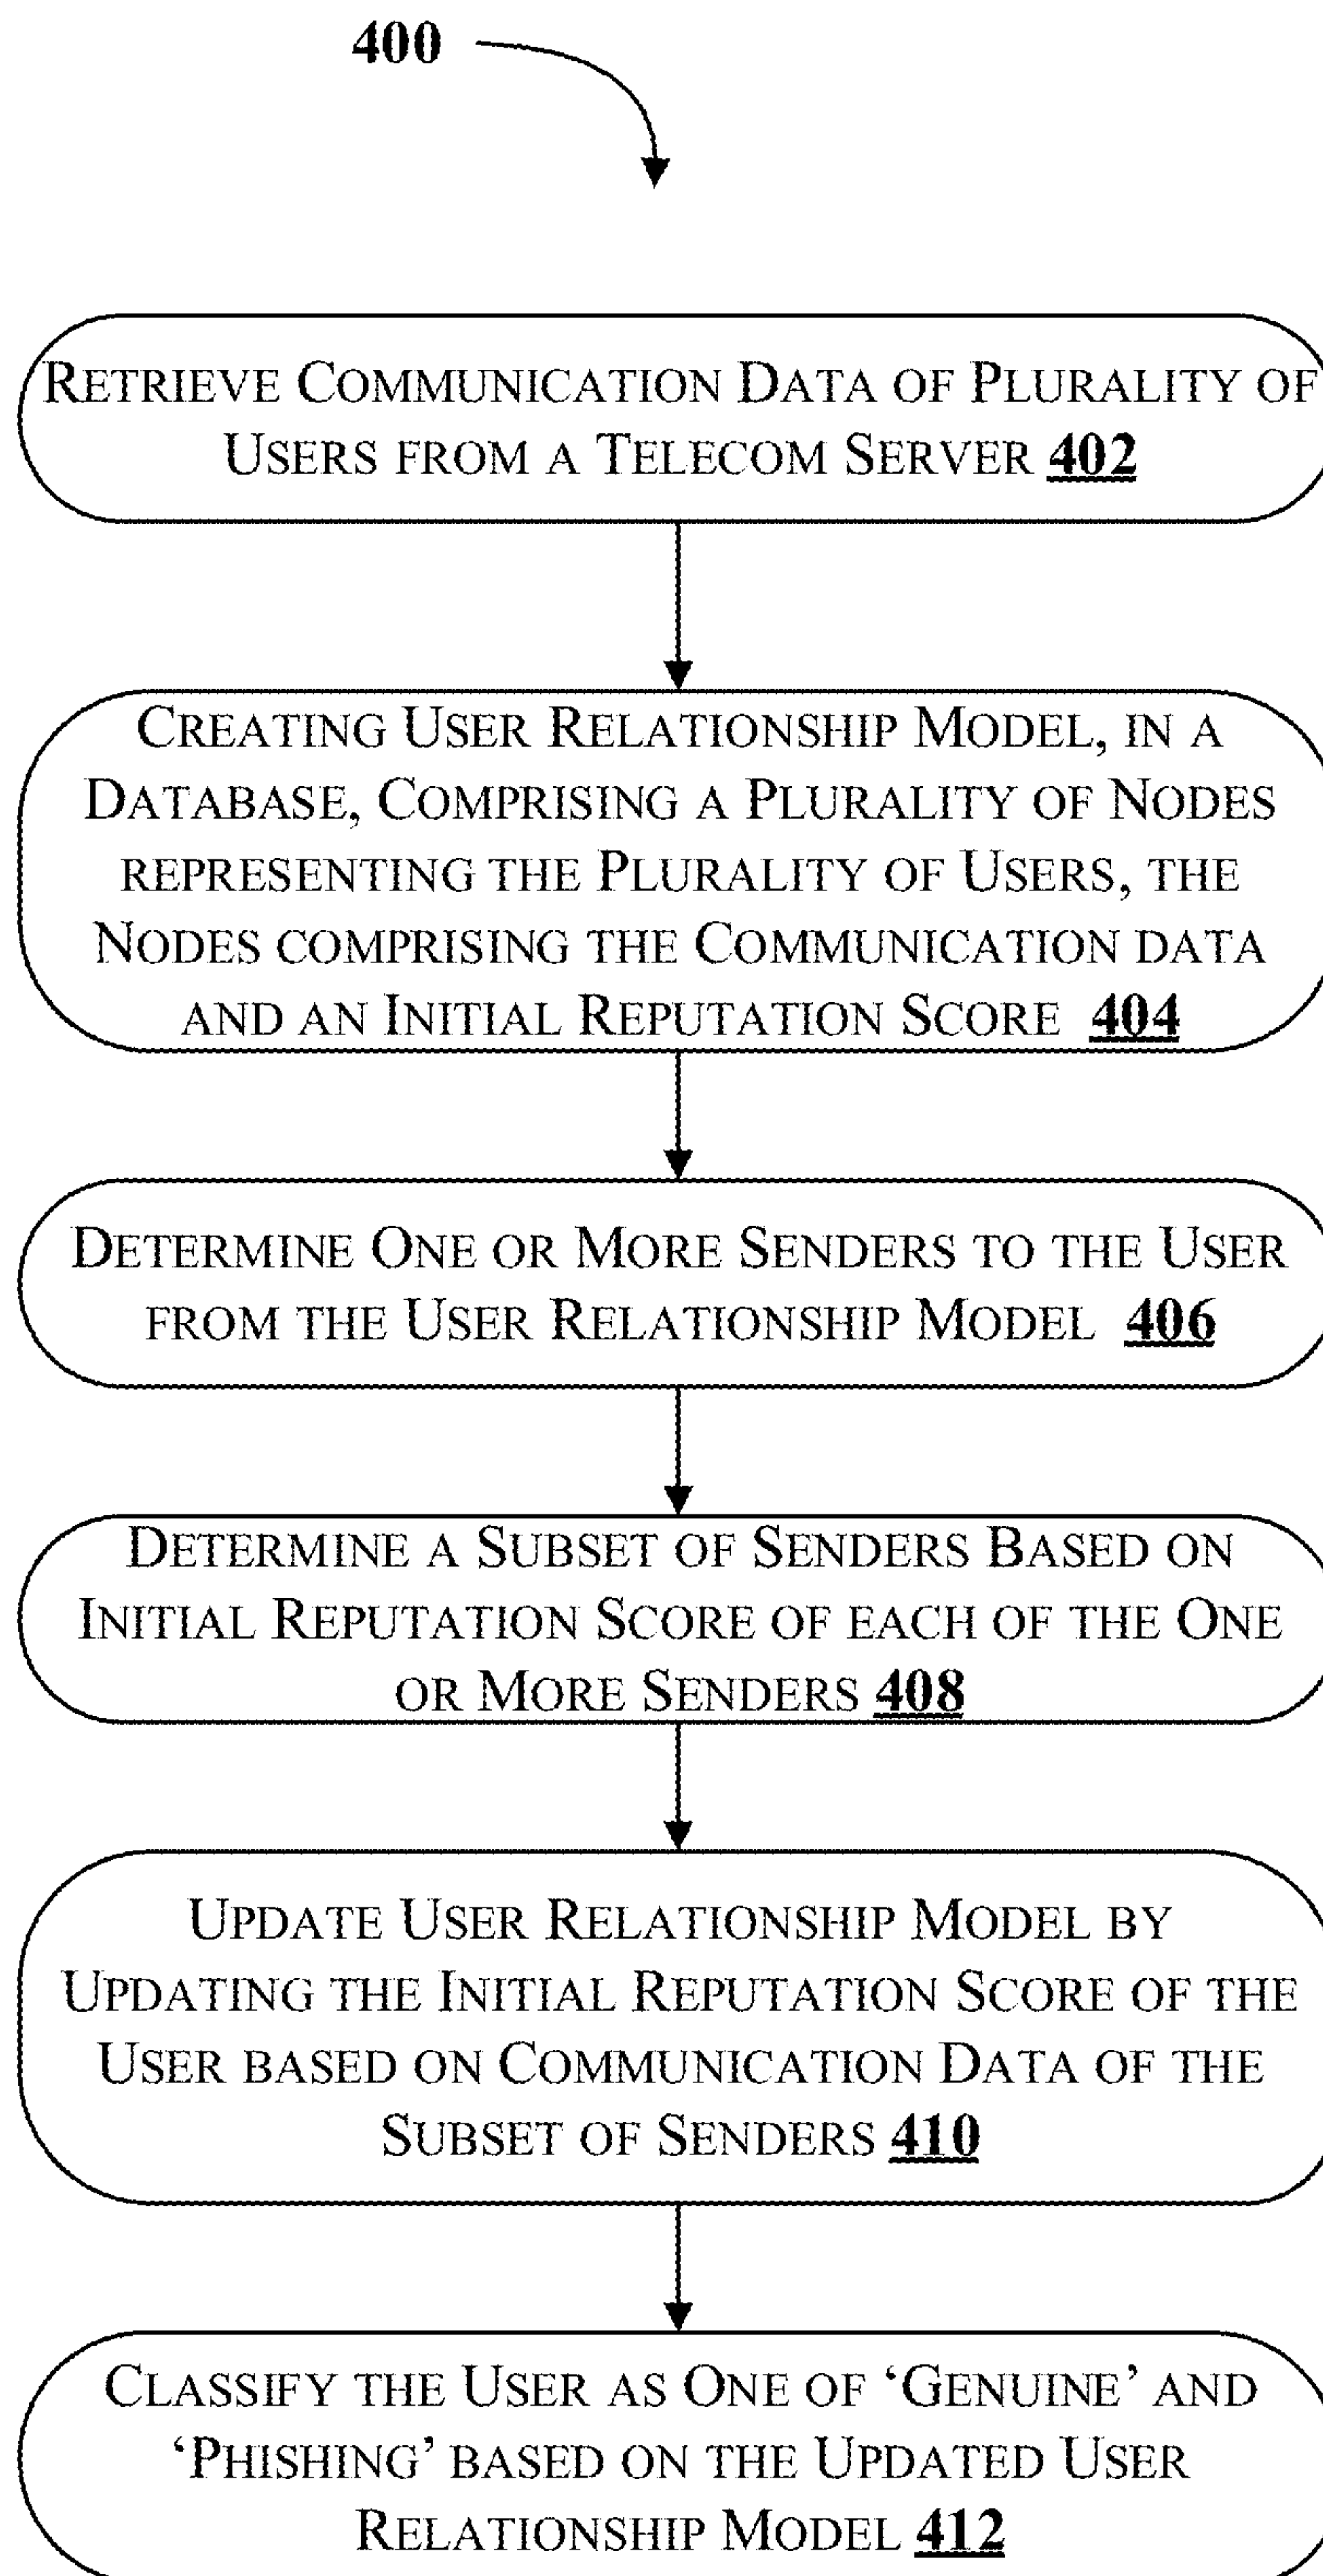 400
RETRIEVE COMMUNICATION DATA OF PLURALITY OF
USERS FROM A TELECOM SERVER 402
CREATING USER RELATIONSHIP MODEL, IN A
DATABASE, COMPRISING A PLURALITY OF NODES
REPRESENTING THE PLURALITY OF USERS, THE
NODES COMPRISING THE COMMUNICATION DATA
AND AN INITIAL REPUTATION SCORE 404
DETERMINE ONE OR MORE SENDERS TO THE USER
FROM THE USER RELATIONSHIP MODEL 406
DETERMINE A SUBSET OF SENDERS BASED ON
INITIAL REPUTATION SCORE OF EACH OF THE ONE
OR MORE SENDERS 408
UPDATE USER RELATIONSHIP MODEL BY
UPDATING THE INITIAL REPUTATION SCORE OF THE
USER BASED ON COMMUNICATION DATA OF THE
SUBSET OF SENDERS 410
CLASSIFY THE USER AS ONE OF ‘GENUINE’ AND
‘PHISHING’ BASED ON THE UPDATED USER
RELATIONSHIP MODEL 412